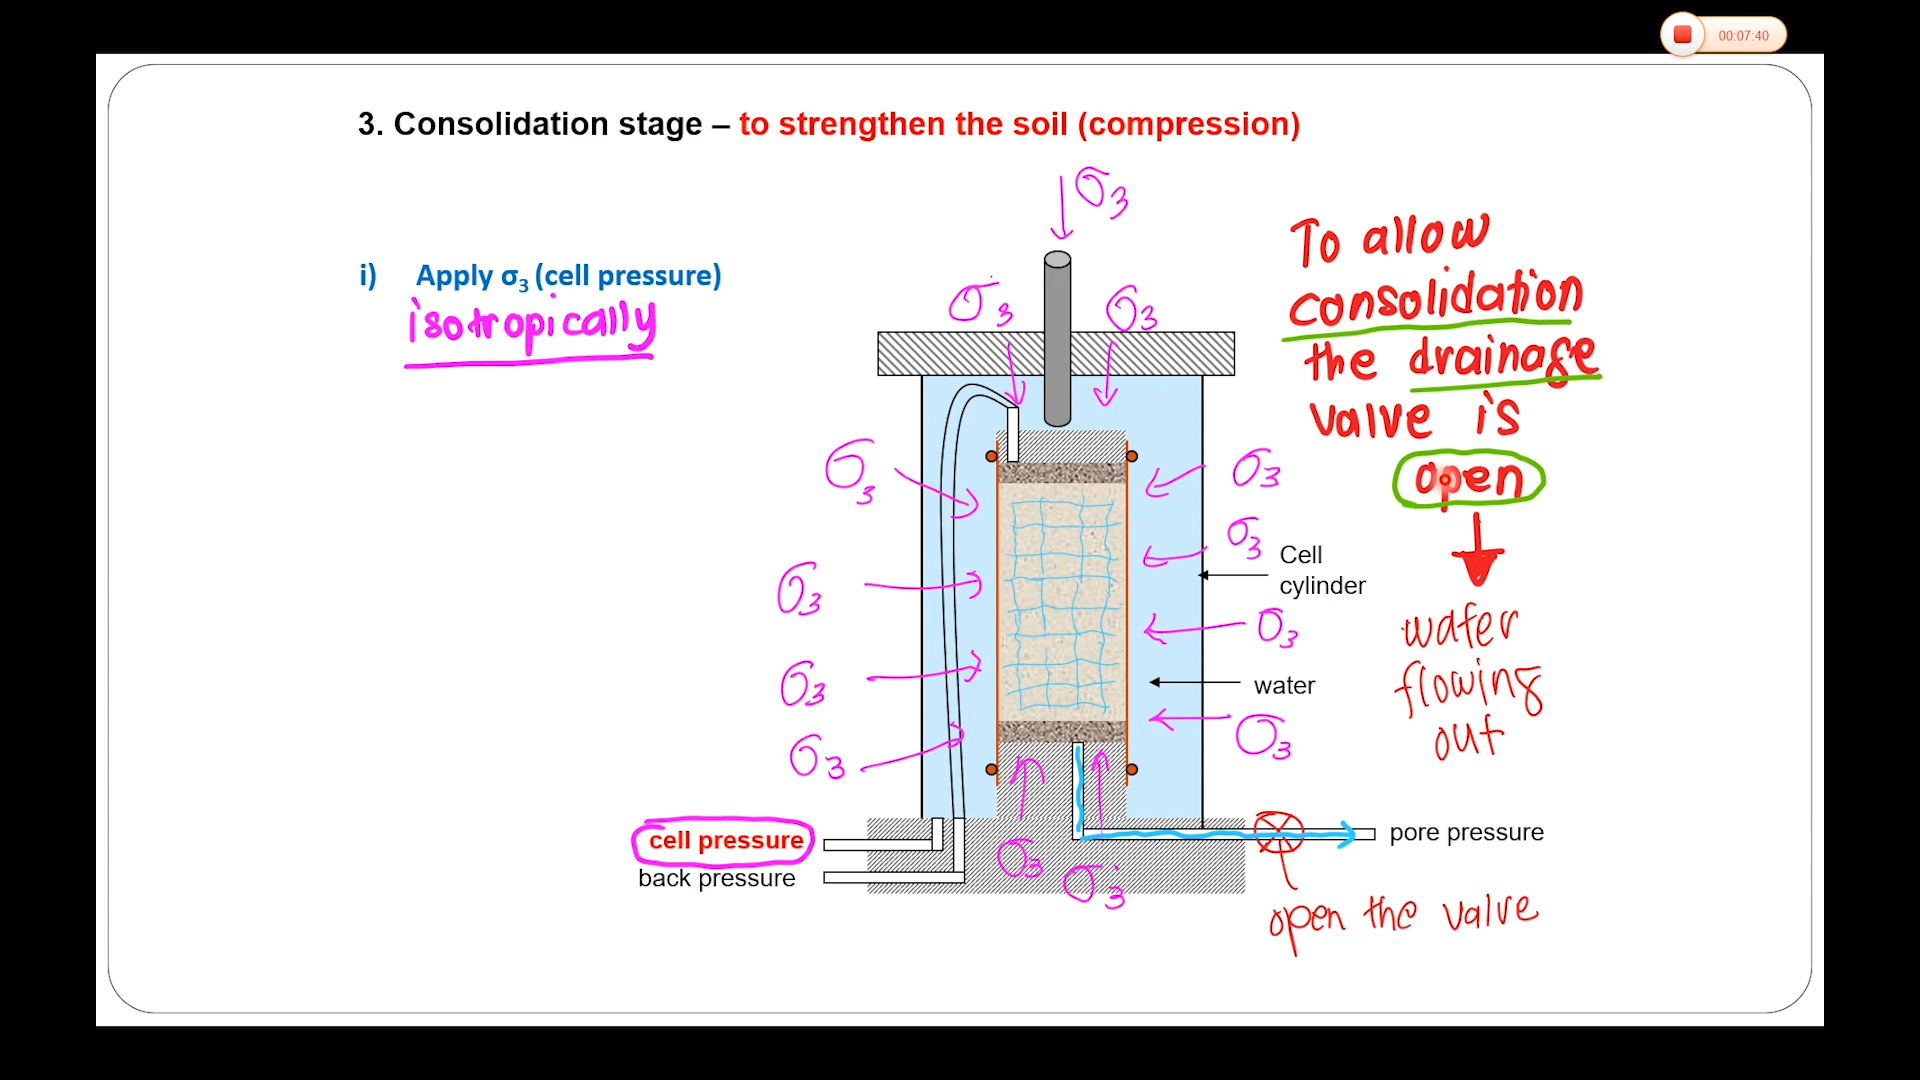 00:07:40
3. Consolidation stage – to strengthen the soil (compression)
i) Apply σ₃ (cell pressure)
isotropically
σ₃
σ₃
σ₃
σ₃
σ₃
σ₃
σ₃
σ₃
σ₃
σ₃
σ₃
σ₃
σ₃
To allow
consolidation
the drainage
valve is
open
water
flowing
out
Cell
cylinder
water
cell pressure
back pressure
pore pressure
open the valve